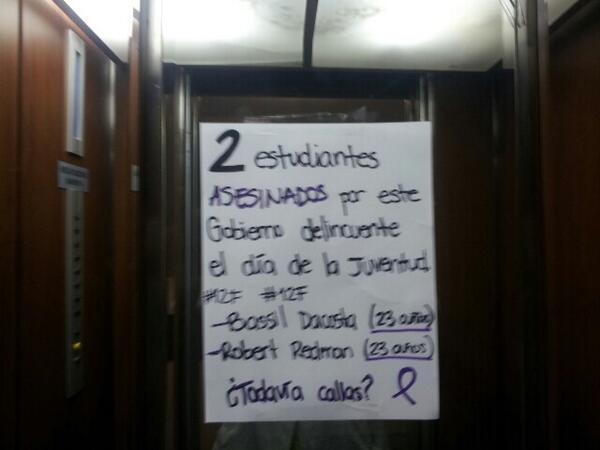 2 estudiantes
ASESINADOS por este
Gobierno delincuente
el día de la Juventud.
#12F #12F
-Bassil Dacosta (23 años)
-Robert Redman (23 años)
¿Todavía callas?